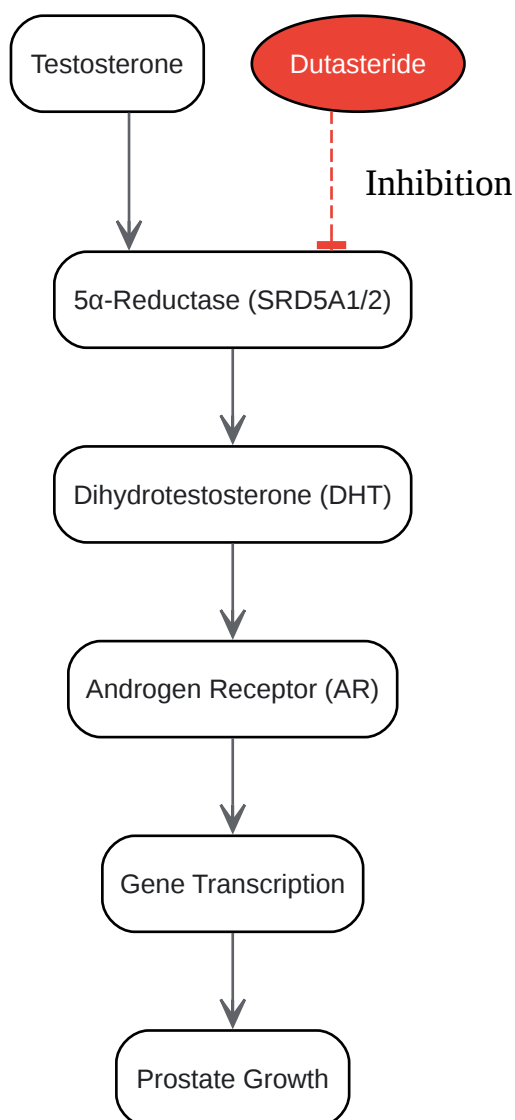 Testosterone
Dutasteride
Inhibition
5α-Reductase (SRD5A1/2)
Dihydrotestosterone (DHT)
Androgen Receptor (AR)
Gene Transcription
Prostate Growth